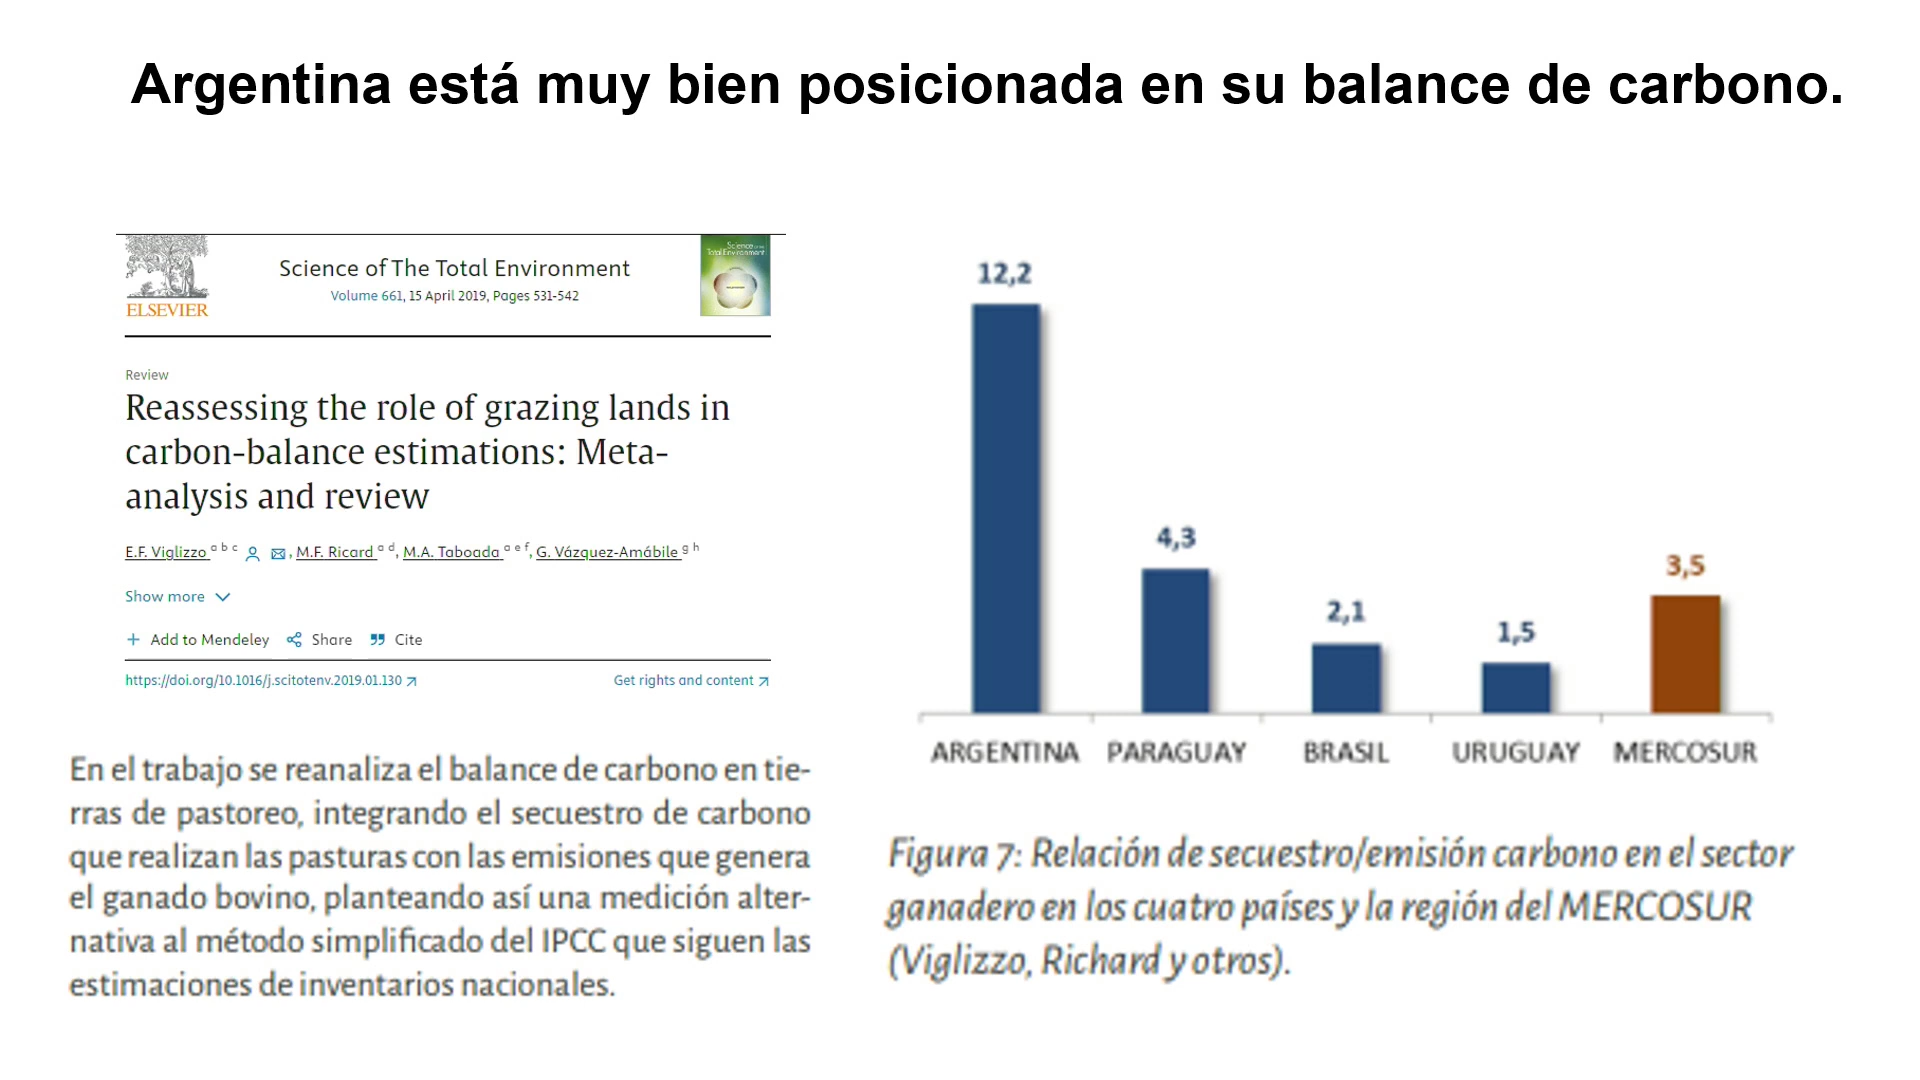 Argentina está muy bien posicionada en su balance de carbono.
ELSEVIER
Science of The Total Environment
Volume 661, 15 April 2019, Pages 531-542
Science of the
Total Environment
Review
Reassessing the role of grazing lands in
carbon-balance estimations: Meta-
analysis and review
E.F. Viglizzo a b c , M.F. Ricard a d, M.A. Taboada a e f, G. Vázquez-Amábile g h
Show more
+ Add to Mendeley Share Cite
https://doi.org/10.1016/j.scitotenv.2019.01.130
Get rights and content
En el trabajo se reanaliza el balance de carbono en tie-
rras de pastoreo, integrando el secuestro de carbono
que realizan las pasturas con las emisiones que genera
el ganado bovino, planteando así una medición alter-
nativa al método simplificado del IPCC que siguen las
estimaciones de inventarios nacionales.
12,2
4,3
2,1
1,5
3,5
ARGENTINA PARAGUAY BRASIL URUGUAY MERCOSUR
Figura 7: Relación de secuestro/emisión carbono en el sector
ganadero en los cuatro países y la región del MERCOSUR
(Viglizzo, Richard y otros).